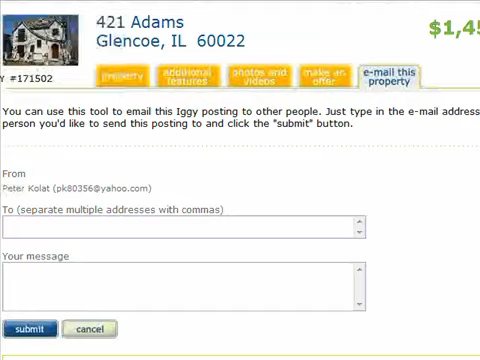 421 Adams
Glencoe, IL 60022
$1,45
Y #171502
property
additional features
photos and videos
make an offer
e-mail this property
You can use this tool to email this Iggy posting to other people. Just type in the e-mail address
person you'd like to send this posting to and click the "submit" button.
From
Peter Kolat (pk80356@yahoo.com)
To (separate multiple addresses with commas)
Your message
submit
cancel